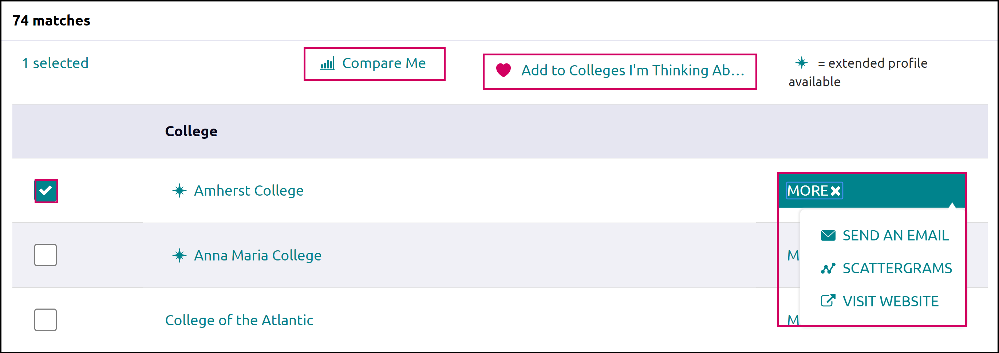 74 matches
1 selected
Compare Me
Add to Colleges I'm Thinking Ab...
= extended profile
available
College
Amherst College
MORE
SEND AN EMAIL
Anna Maria College
M
SCATTERGRAMS
VISIT WEBSITE
College of the Atlantic
M